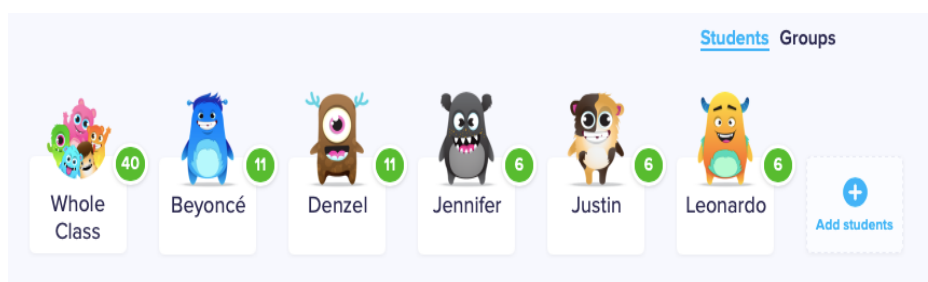 Students Groups
40 11 11 6 6 6
Whole Class Beyoncé Denzel Jennifer Justin Leonardo
Add students